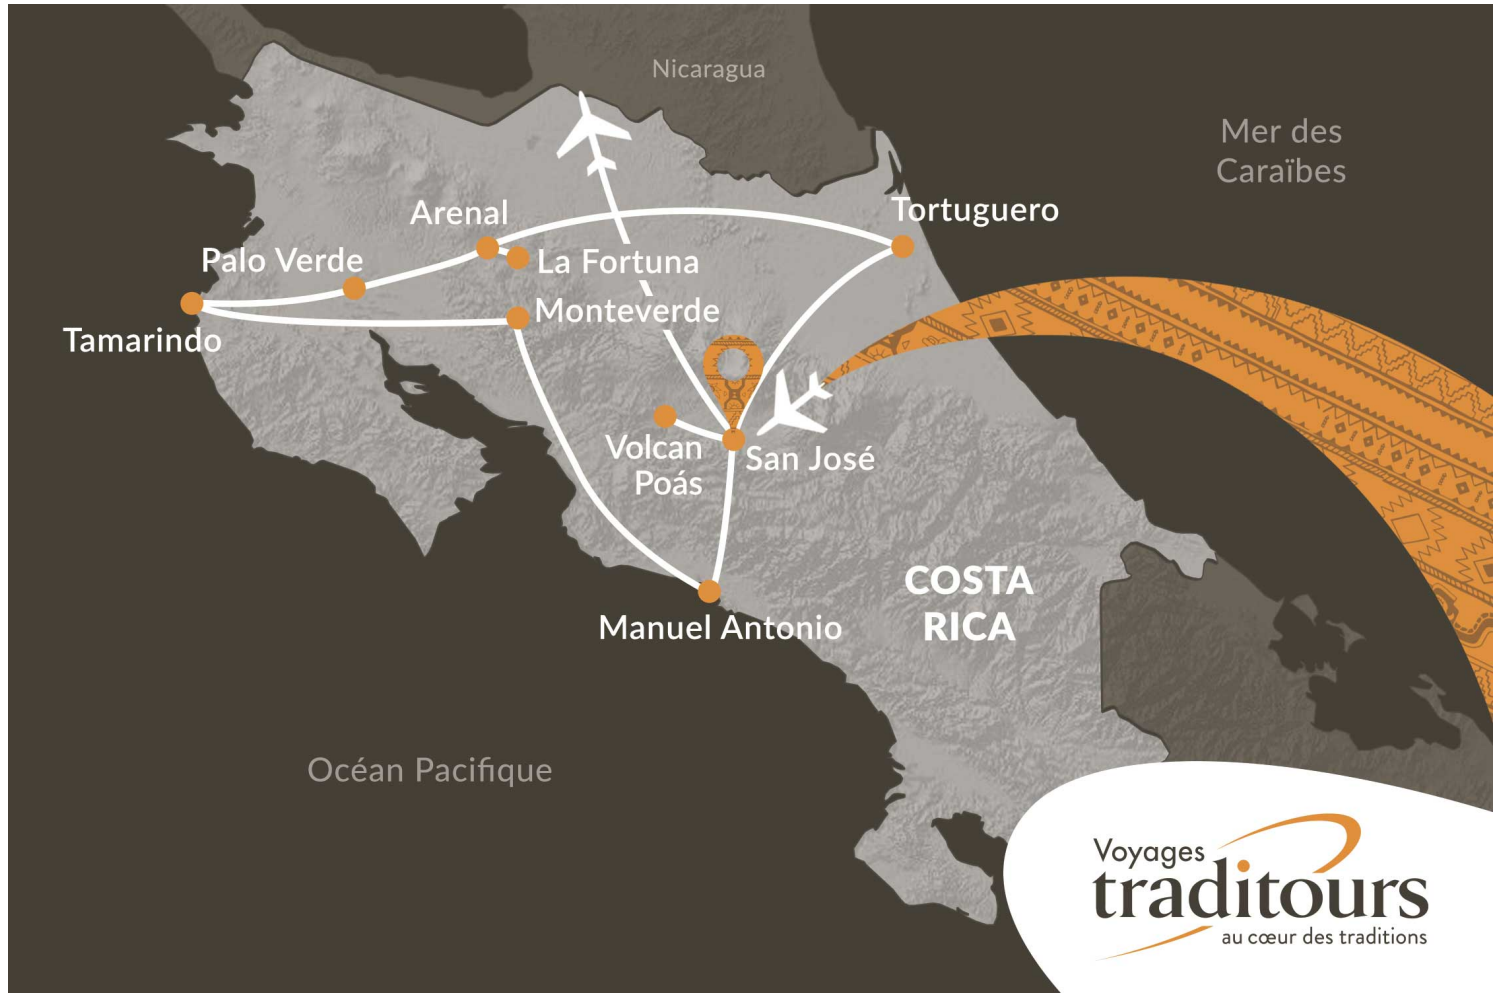 Nicaragua
Mer des
Caraïbes
Arenal
Tortuguero
Palo Verde
La Fortuna
Monteverde
Tamarindo
Volcan
Poás
San José
COSTA
RICA
Manuel Antonio
Océan Pacifique
Voyages
traditours
au cœur des traditions